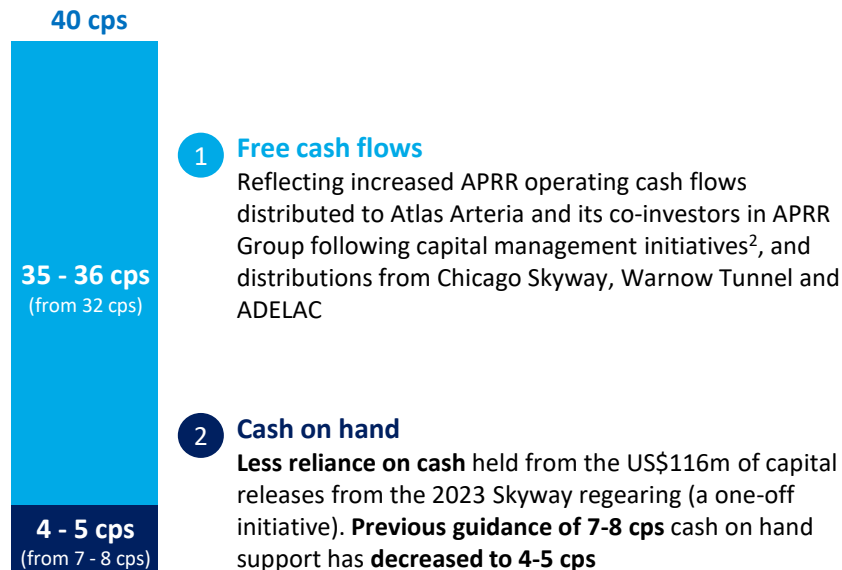 40 cps
35 - 36 cps
(from 32 cps)
4 - 5 cps
(from 7 - 8 cps)
1 Free cash flows
Reflecting increased APRR operating cash flows
distributed to Atlas Arteria and its co-investors in APRR
Group following capital management initiatives², and
distributions from Chicago Skyway, Warnow Tunnel and
ADELAC
2 Cash on hand
Less reliance on cash held from the US$116m of capital
releases from the 2023 Skyway regearing (a one-off
initiative). Previous guidance of 7-8 cps cash on hand
support has decreased to 4-5 cps